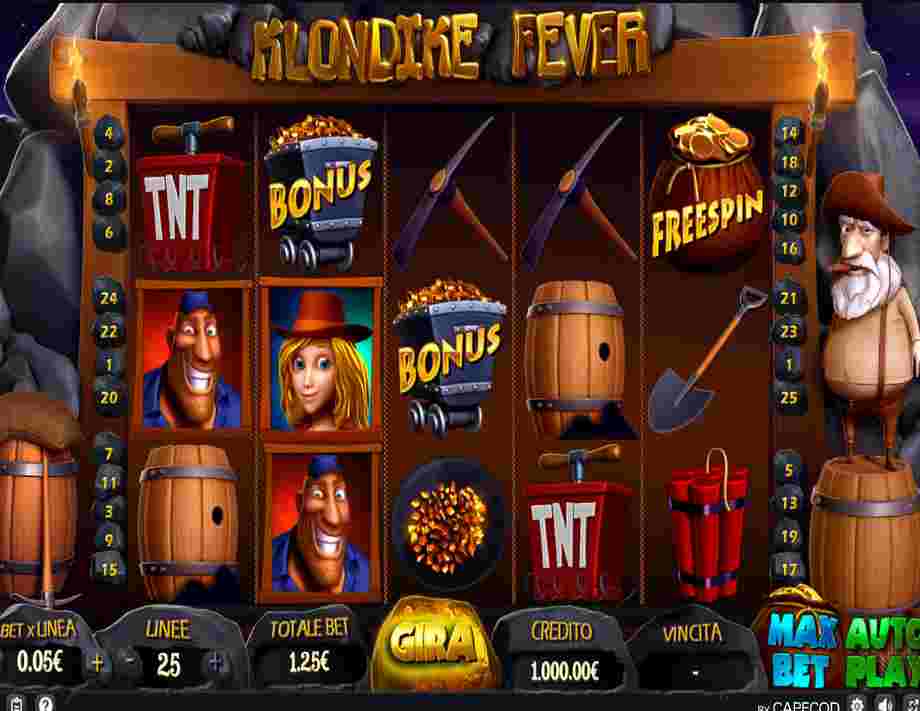 KLONDIKE FEVER
4
2
8
6
24
22
1
20
7
11
3
9
15
TNT
BONUS
FREESPIN
BONUS
TNT
14
18
12
10
16
21
23
1
25
5
13
19
17
BET X LINEA
0.05€
+
LINEE
- 25 +
TOTALE BET
1.25€
GIRA
CREDITO
1.000.00€
VINCITA
-
MAX BET
AUTO PLAY
BY CAPECOD
?